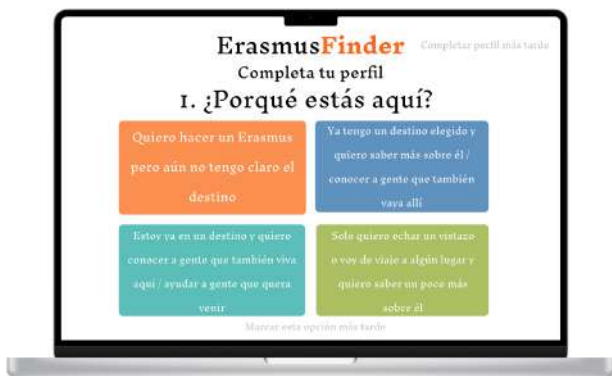 ErasmusFinder
Completar perfil más tarde
Completa tu perfil
1. ¿Porqué estás aquí?
Quiero hacer un Erasmus
pero aún no tengo claro el
destino
Ya tengo un destino elegido y
quiero saber más sobre él /
conocer a gente que también
vaya allí
Estoy ya en un destino y quiero
conocer a gente que también viva
aquí / ayudar a gente que quera
venir
Solo quiero echar un vistazo
o voy de viaje a algún lugar y
quiero saber un poco más
sobre él
Marcar esta opción más tarde